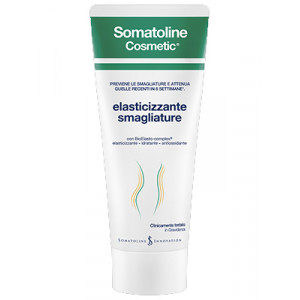 Somatoline
Cosmetic®
PREVIENE LE SMAGLIATURE E ATTENUA
QUELLE RECENTI IN 8 SETTIMANE*.
elasticizzante
smagliature
con BioElasto-complex®
elasticizzante • idratante • antiossidante
Clinicamente testato
in Gravidanza
SOMATOLINE INNOVATION